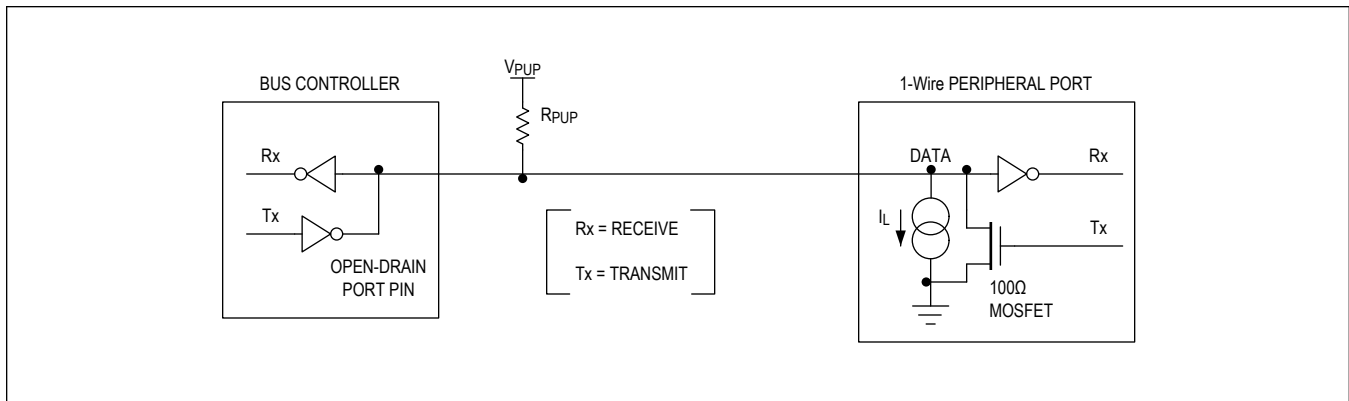 BUS CONTROLLER
Rx
Tx
OPEN-DRAIN
PORT PIN
VPUP
RPUP
Rx = RECEIVE
Tx = TRANSMIT
1-Wire PERIPHERAL PORT
DATA
Rx
IL
Tx
100Ω
MOSFET